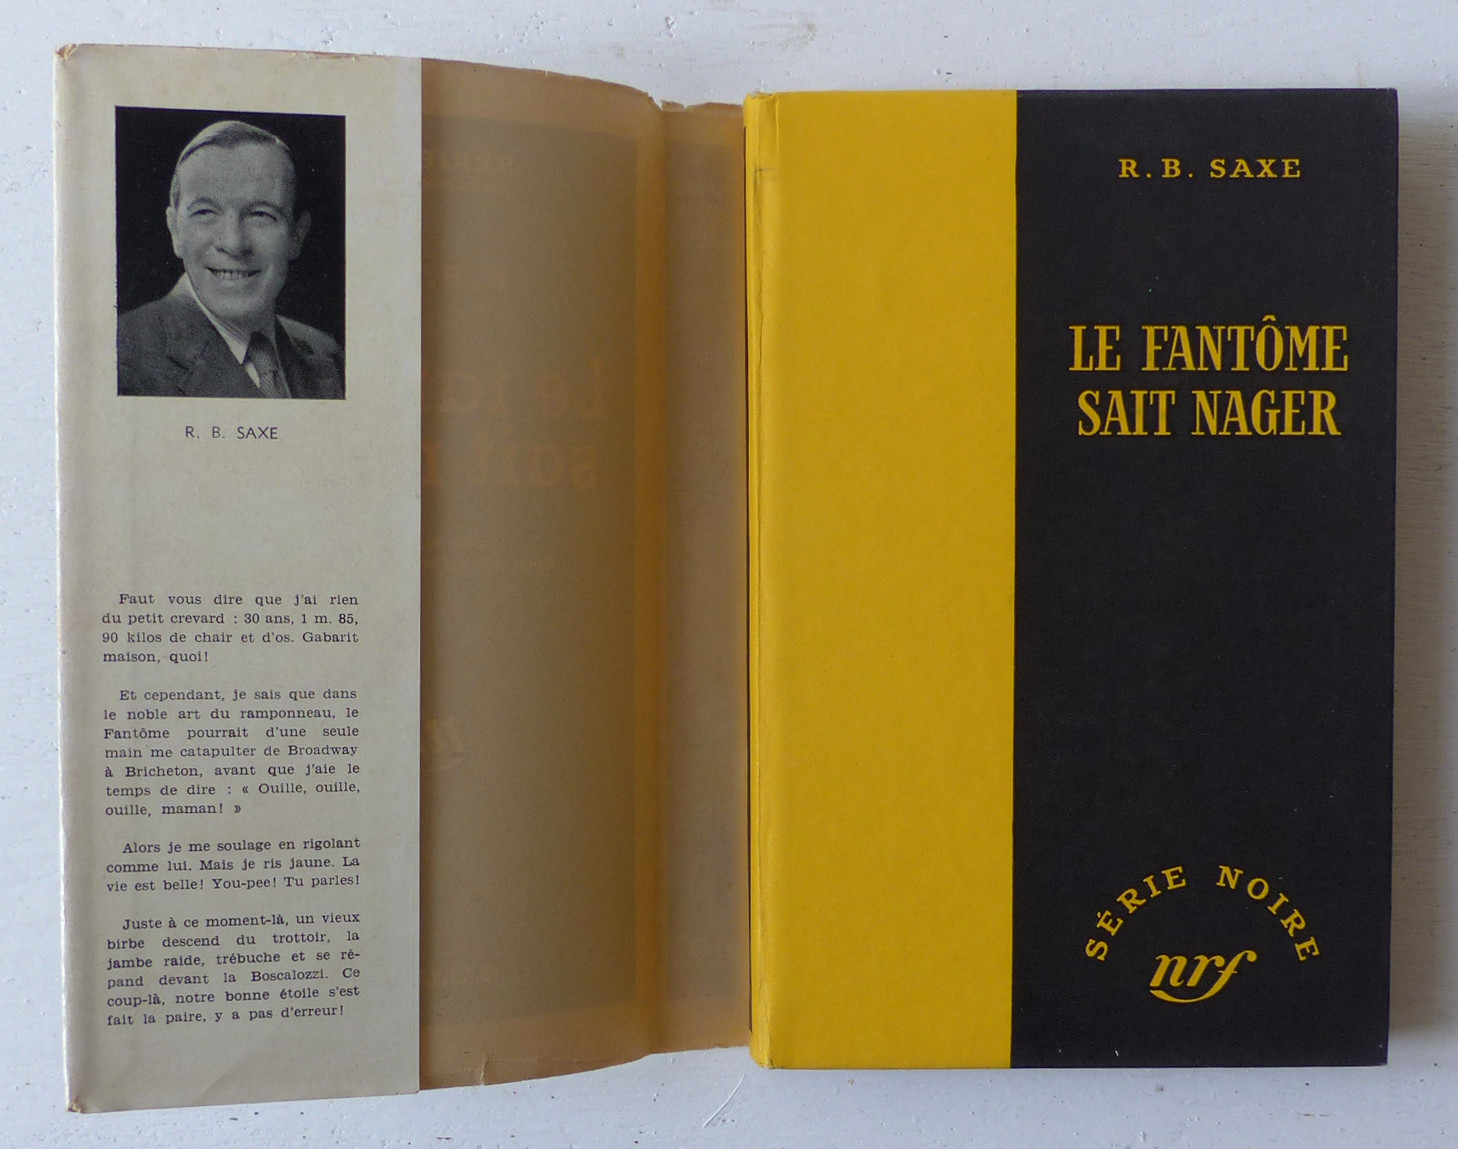 R. B. SAXE
Faut vous dire que j'ai rien
du petit crevard : 30 ans, 1 m. 85,
90 kilos de chair et d'os. Gabarit
maison, quoi!
Et cependant, je sais que dans
le noble art du ramponneau, le
Fantôme pourrait d'une seule
main me catapulter de Broadway
à Bricheton, avant que j'aie le
temps de dire : « Ouille, ouille,
ouille, maman! »
Alors je me soulage en rigolant
comme lui. Mais je ris jaune. La
vie est belle! You-pee! Tu parles!
Juste à ce moment-là, un vieux
birbe descend du trottoir, la
jambe raide, trébuche et se ré-
pand devant la Boscalozzi. Ce
coup-là, notre bonne étoile s'est
fait la paire, y a pas d'erreur!
R. B. SAXE
LE FANTÔME
SAIT NAGER
SÉRIE NOIRE
nrf